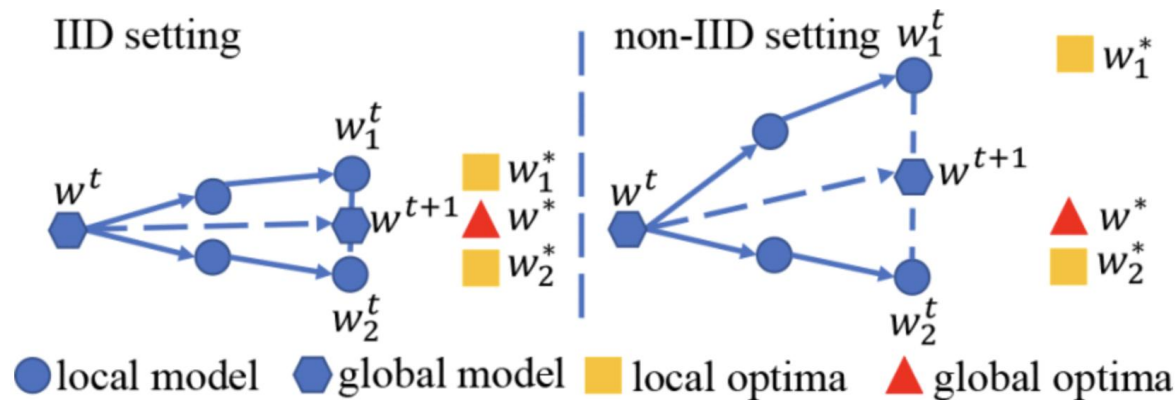 IID setting
w_1^t
w^t
w^{t+1}
w_1^*
w^*
w_2^*
w_2^t
non-IID setting
w_1^t
w_1^*
w^t
w^{t+1}
w^*
w_2^*
w_2^t
local model
global model
local optima
global optima